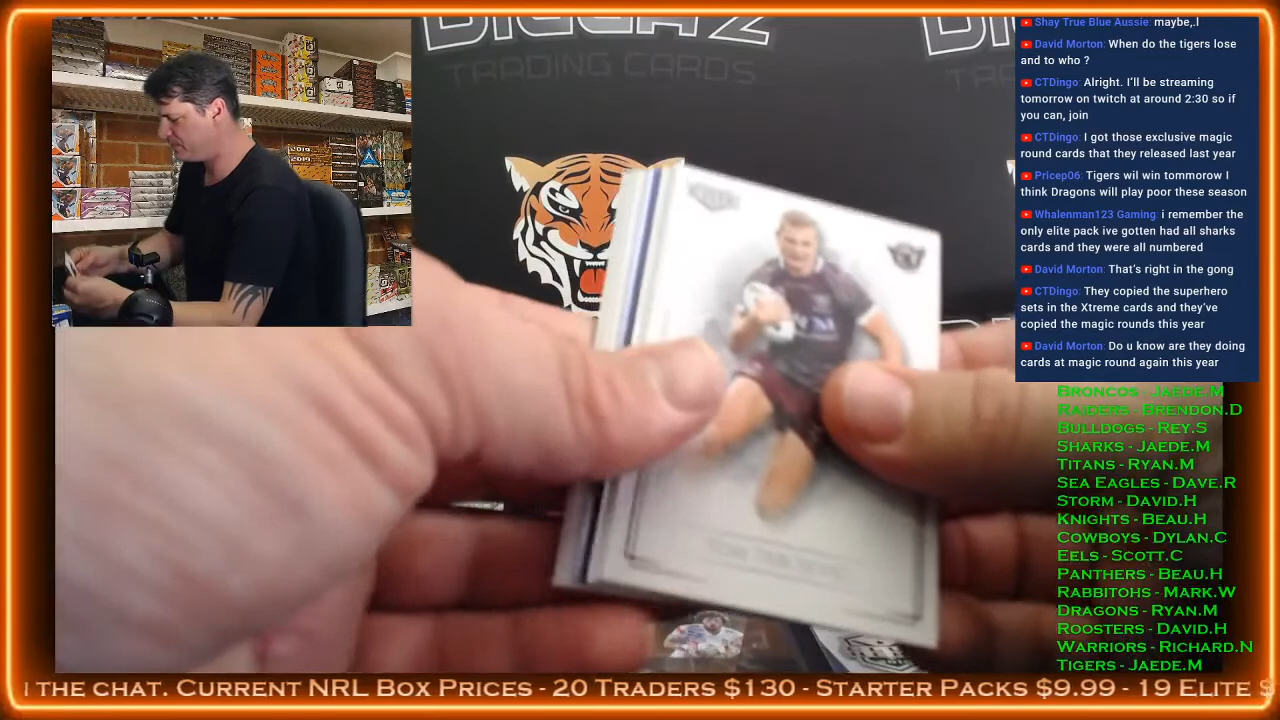 DIGGAZ
TRADING CARDS
2019
2019
Shay True Blue Aussie: maybe,.I
David Morton: When do the tigers lose
and to who ?
CTDingo: Alright. I'll be streaming
tomorrow on twitch at around 2:30 so if
you can, join
CTDingo: I got those exclusive magic
round cards that they released last year
Pricep06: Tigers wil win tommorow I
think Dragons will play poor these season
Whalenman123 Gaming: i remember the
only elite pack ive gotten had all sharks
cards and they were all numbered
David Morton: That's right in the gong
CTDingo: They copied the superhero
sets in the Xtreme cards and they've
copied the magic rounds this year
David Morton: Do u know are they doing
cards at magic round again this year
Broncos - Jaede.M
Raiders - Brendon.D
Bulldogs - Rey.S
Sharks - Jaede.M
Titans - Ryan.M
Sea Eagles - Dave.R
Storm - David.H
Knights - Beau.H
Cowboys - Dylan.C
Eels - Scott.C
Panthers - Beau.H
Rabbitohs - Mark.W
Dragons - Ryan.M
Roosters - David.H
Warriors - Richard.N
Tigers - Jaede.M
the chat. Current NRL Box Prices - 20 Traders $130 - Starter Packs $9.99 - 19 Elite $